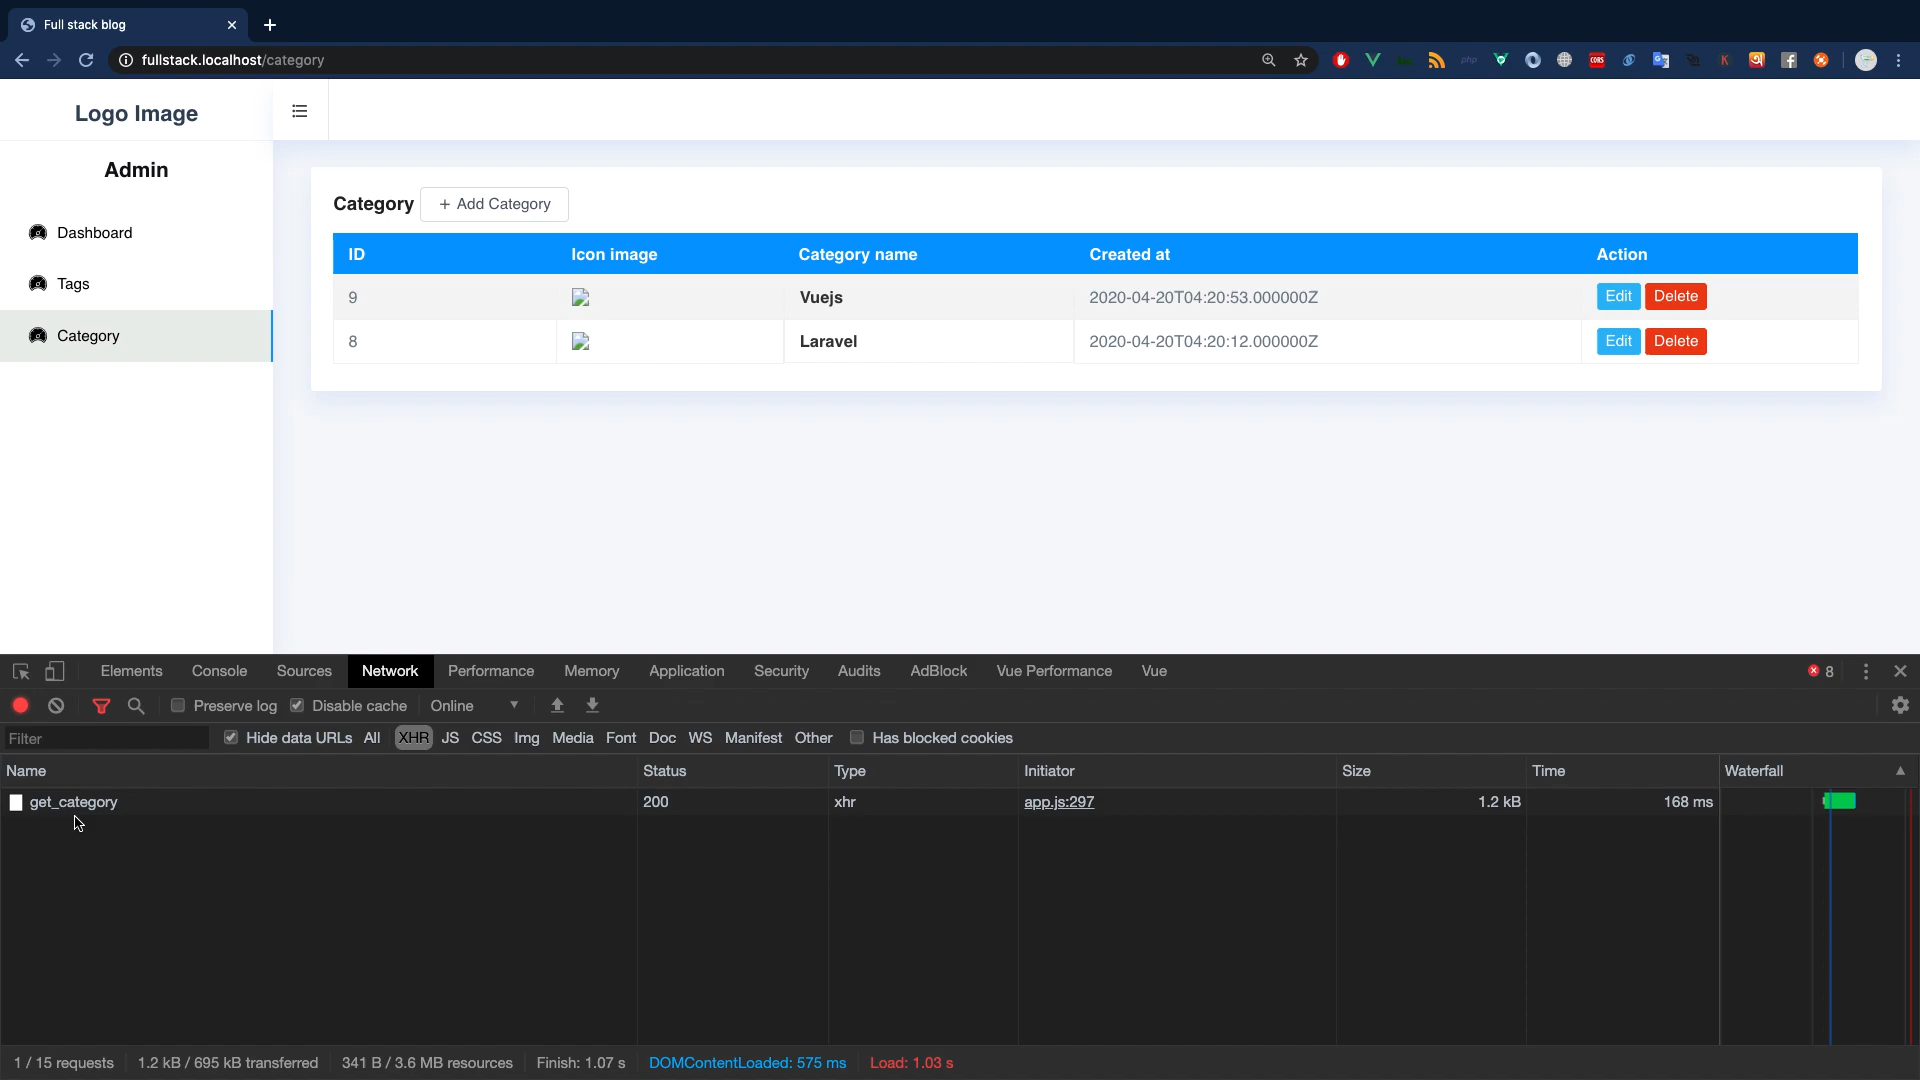 Full stack blog
fullstack.localhost/category
Logo Image
Admin
Dashboard
Tags
Category
Category + Add Category
ID Icon image Category name Created at Action
9 Vuejs 2020-04-20T04:20:53.000000Z Edit Delete
8 Laravel 2020-04-20T04:20:12.000000Z Edit Delete
Elements Console Sources Network Performance Memory Application Security Audits AdBlock Vue Performance Vue 8
Preserve log Disable cache Online
Filter Hide data URLs All XHR JS CSS Img Media Font Doc WS Manifest Other Has blocked cookies
Name Status Type Initiator Size Time Waterfall
get_category 200 xhr app.js:297 1.2 kB 168 ms
1 / 15 requests 1.2 kB / 695 kB transferred 341 B / 3.6 MB resources Finish: 1.07 s DOMContentLoaded: 575 ms Load: 1.03 s